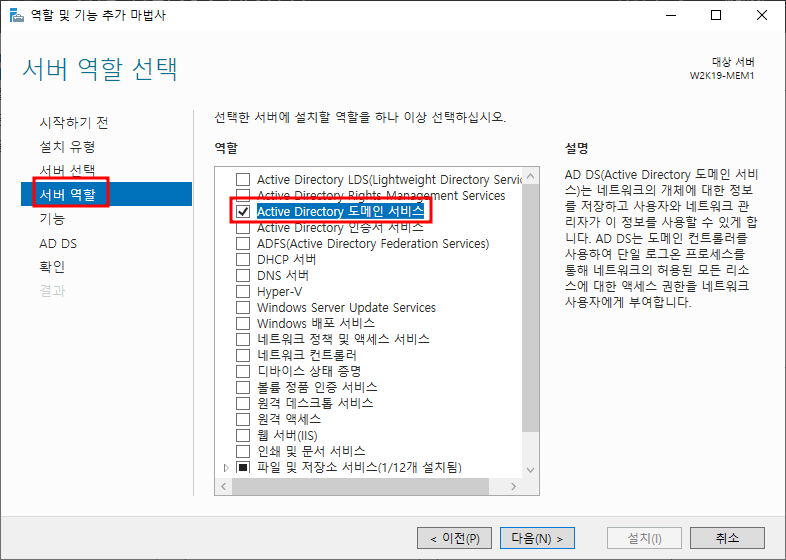 역할 및 기능 추가 마법사
서버 역할 선택
대상 서버
W2K19-MEM1
시작하기 전
설치 유형
서버 선택
서버 역할
기능
AD DS
확인
결과
선택한 서버에 설치할 역할을 하나 이상 선택하십시오.
역할
Active Directory LDS(Lightweight Directory Servi
Active Directory Rights Management Services
Active Directory 도메인 서비스
Active Directory 인증서 서비스
ADFS(Active Directory Federation Services)
DHCP 서버
DNS 서버
Hyper-V
Windows Server Update Services
Windows 배포 서비스
네트워크 정책 및 액세스 서비스
네트워크 컨트롤러
디바이스 상태 증명
볼륨 정품 인증 서비스
원격 데스크톱 서비스
원격 액세스
웹 서버(IIS)
인쇄 및 문서 서비스
파일 및 저장소 서비스(1/12개 설치됨)
설명
AD DS(Active Directory 도메인 서비
스)는 네트워크의 개체에 대한 정보
를 저장하고 사용자와 네트워크 관
리자가 이 정보를 사용할 수 있게 합
니다. AD DS는 도메인 컨트롤러를
사용하여 단일 로그온 프로세스를
통해 네트워크의 허용된 모든 리소
스에 대한 액세스 권한을 네트워크
사용자에게 부여합니다.
< 이전(P)
다음(N) >
설치(I)
취소